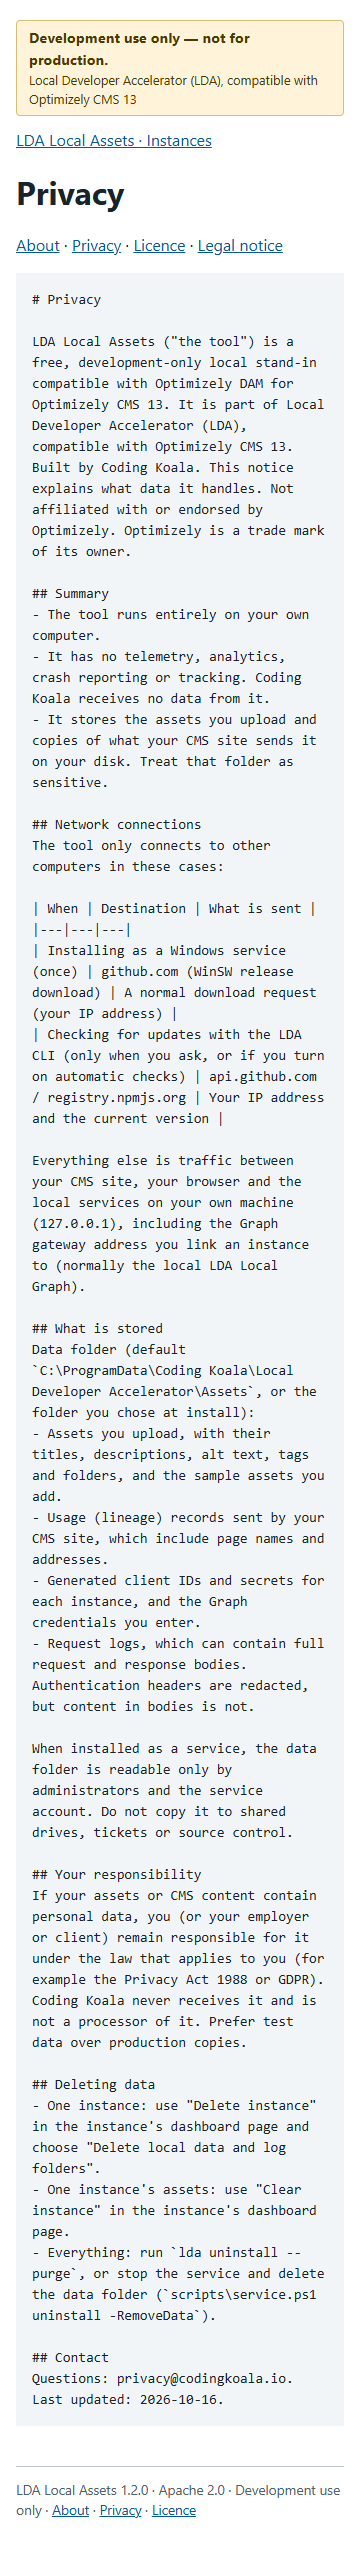 Development use only — not for
production.
Local Developer Accelerator (LDA), compatible with
Optimizely CMS 13
LDA Local Assets · Instances
Privacy
About · Privacy · Licence · Legal notice
# Privacy
LDA Local Assets ("the tool") is a
free, development-only local stand-in
compatible with Optimizely DAM for
Optimizely CMS 13. It is part of Local
Developer Accelerator (LDA),
compatible with Optimizely CMS 13.
Built by Coding Koala. This notice
explains what data it handles. Not
affiliated with or endorsed by
Optimizely. Optimizely is a trade mark
of its owner.
## Summary
- The tool runs entirely on your own
computer.
- It has no telemetry, analytics,
crash reporting or tracking. Coding
Koala receives no data from it.
- It stores the assets you upload and
copies of what your CMS site sends it
on your disk. Treat that folder as
sensitive.
## Network connections
The tool only connects to other
computers in these cases:
| When | Destination | What is sent |
|---|---|---|
| Installing as a Windows service
(once) | github.com (WinSW release
download) | A normal download request
(your IP address) |
| Checking for updates with the LDA
CLI (only when you ask, or if you turn
on automatic checks) | api.github.com
/ registry.npmjs.org | Your IP address
and the current version |
Everything else is traffic between
your CMS site, your browser and the
local services on your own machine
(127.0.0.1), including the Graph
gateway address you link an instance
to (normally the local LDA Local
Graph).
## What is stored
Data folder (default
`C:\ProgramData\Coding Koala\Local
Developer Accelerator\Assets`, or the
folder you chose at install):
- Assets you upload, with their
titles, descriptions, alt text, tags
and folders, and the sample assets you
add.
- Usage (lineage) records sent by your
CMS site, which include page names and
addresses.
- Generated client IDs and secrets for
each instance, and the Graph
credentials you enter.
- Request logs, which can contain full
request and response bodies.
Authentication headers are redacted,
but content in bodies is not.
When installed as a service, the data
folder is readable only by
administrators and the service
account. Do not copy it to shared
drives, tickets or source control.
## Your responsibility
If your assets or CMS content contain
personal data, you (or your employer
or client) remain responsible for it
under the law that applies to you (for
example the Privacy Act 1988 or GDPR).
Coding Koala never receives it and is
not a processor of it. Prefer test
data over production copies.
## Deleting data
- One instance: use "Delete instance"
in the instance's dashboard page and
choose "Delete local data and log
folders".
- One instance's assets: use "Clear
instance" in the instance's dashboard
page.
- Everything: run `lda uninstall --
purge`, or stop the service and delete
the data folder (`scripts\service.ps1
uninstall -RemoveData`).
## Contact
Questions: privacy@codingkoala.io.
Last updated: 2026-10-16.
LDA Local Assets 1.2.0 · Apache 2.0 · Development use
only · About · Privacy · Licence